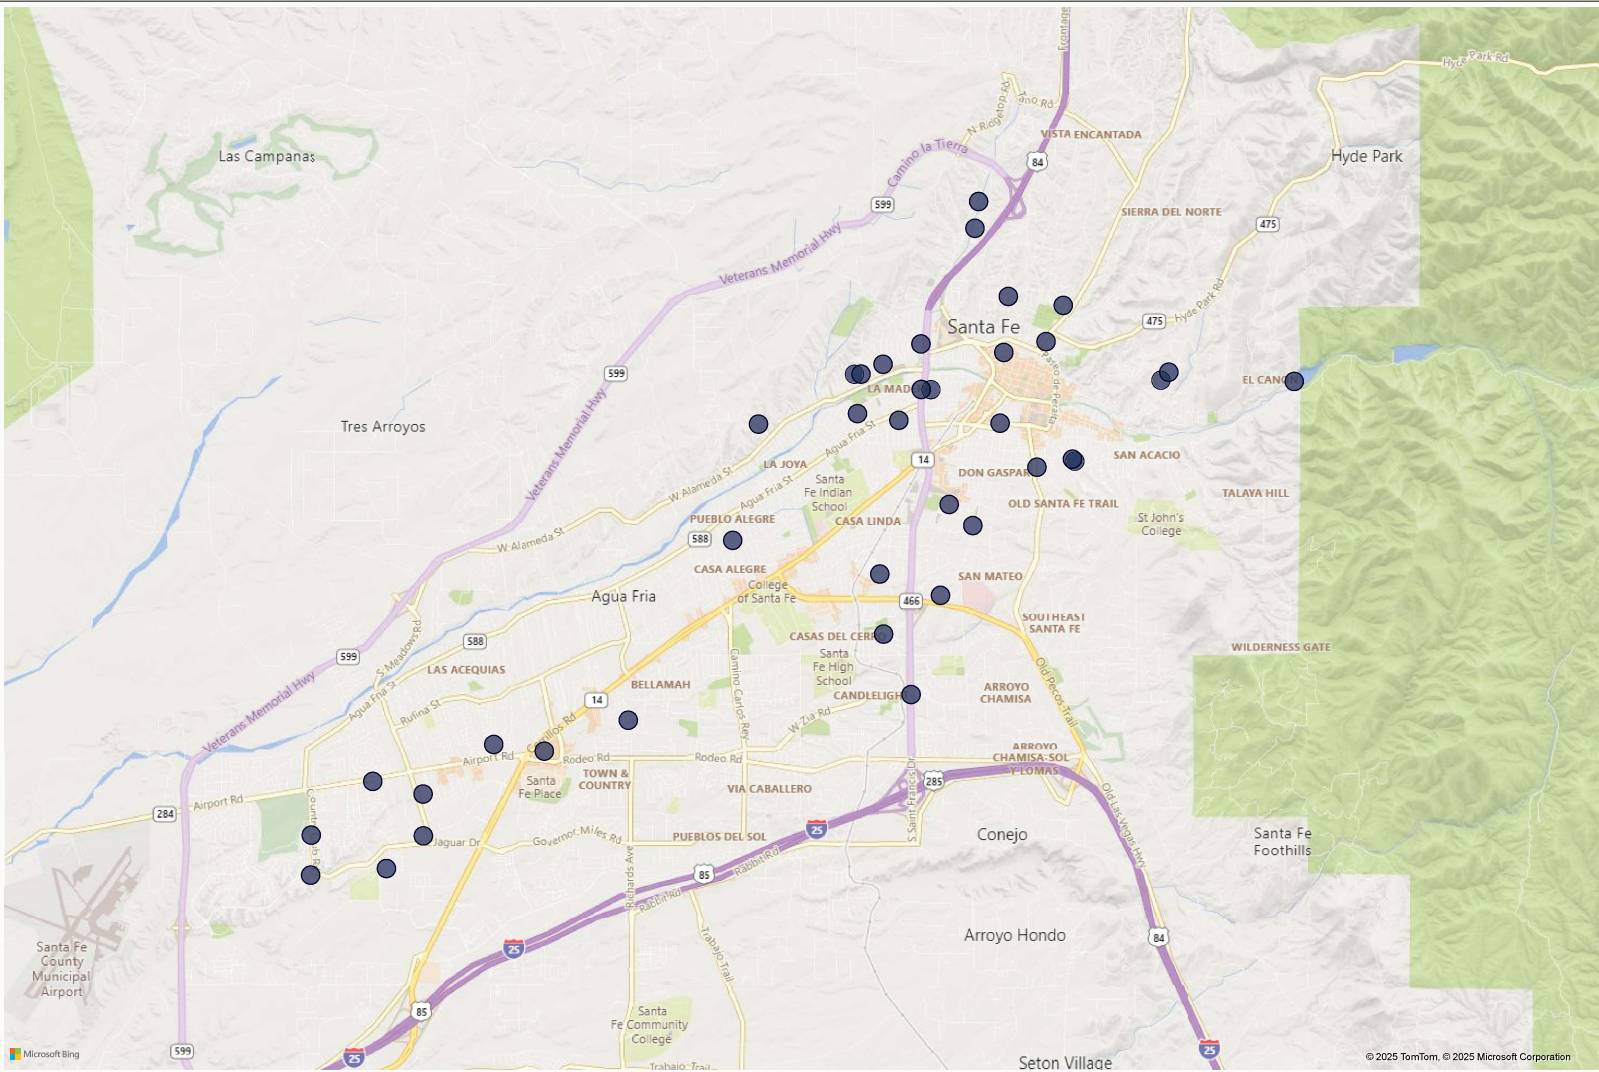 Frontage
Hyde Park Rd
Tano Rd
N Ridgetop Rd
VISTA ENCANTADA
Camino la Tierra
84
Las Campanas
Hyde Park
599
SIERRA DEL NORTE
475
Veterans Memorial Hwy
Hyde Park Rd
475
Santa Fe
Paseo de Peralta
599
EL CANON
Veterans Memorial Hwy
Tres Arroyos
Agua Fria St
14
SAN ACACIO
LA JOYA
W Alameda St
Agua Fria St
DON GASPAR
Santa
Fe Indian
School
TALAYA HILL
OLD SANTA FE TRAIL
PUEBLO ALEGRE
CASA LINDA
St John's
College
588
W Alameda St
CASA ALEGRE
SAN MATEO
College
of Santa Fe
Agua Fria
466
SOUTHEAST
SANTA FE
588
CASAS DEL CERRO
S Meadows Rd
WILDERNESS GATE
599
Santa
Fe High
School
LAS ACEQUIAS
Camino Carlos Rey
BELLAMAH
Old Pecos Trail
ARROYO
CHAMISA
Veterans Memorial Hwy
Agua Fria St
14
Rufina St
W Zia Rd
Cerrillos Rd
ARROYO
CHAMISA-SOL
Y LOMAS
Airport Rd
Rodeo Rd
Rodeo Rd
TOWN &
COUNTRY
Santa
Fe Place
285
VIA CABALLERO
S Saint Francis Dr
Old Las Vegas Hwy
Airport Rd
284
25
PUEBLOS DEL SOL
Conejo
Jaguar Dr
Governor Miles Rd
Santa Fe
Foothills
Rabbit Rd
85
Richards Ave
Rabbit Rd
Arroyo Hondo
84
25
Trabajo Trail
Santa Fe
County
Municipal
Airport
85
Santa
Fe Community
College
599
25
25
Microsoft Bing
Trabajo Trail
Seton Village
© 2025 TomTom, © 2025 Microsoft Corporation